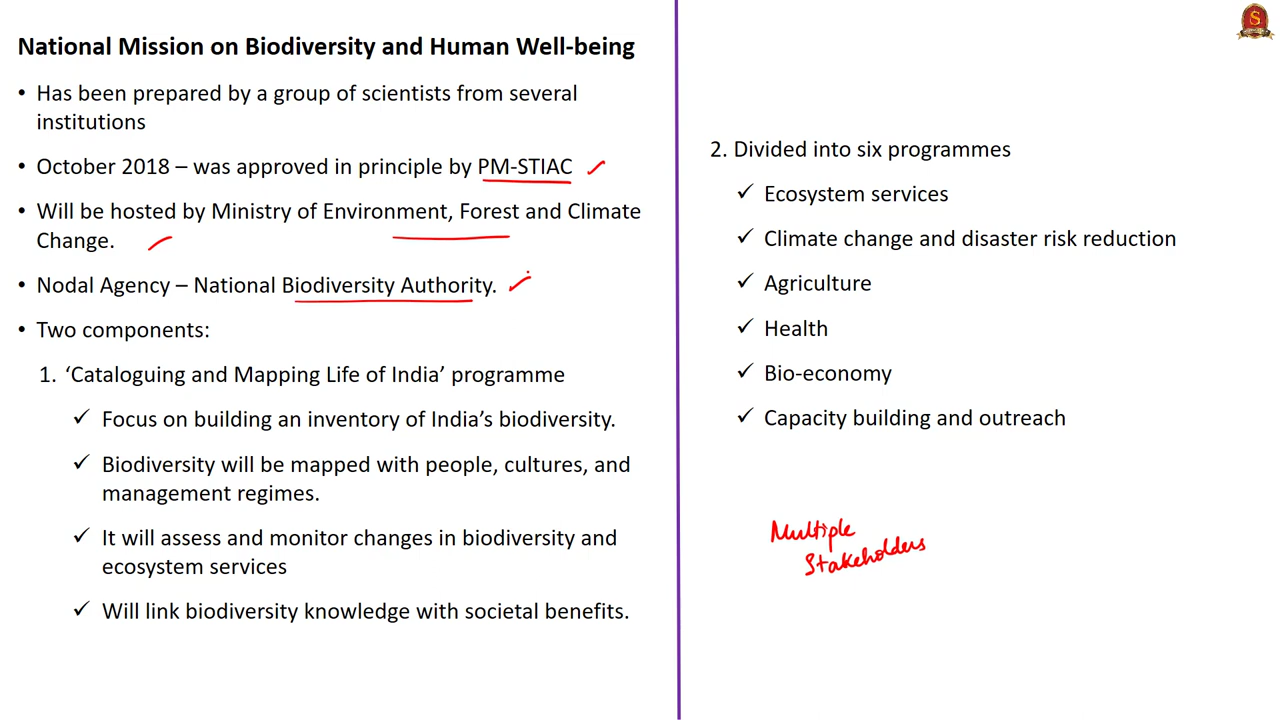 National Mission on Biodiversity and Human Well-being
• Has been prepared by a group of scientists from several
institutions
• October 2018 – was approved in principle by PM-STIAC
• Will be hosted by Ministry of Environment, Forest and Climate
Change.
• Nodal Agency – National Biodiversity Authority.
• Two components:
1. ‘Cataloguing and Mapping Life of India’ programme
✓ Focus on building an inventory of India’s biodiversity.
✓ Biodiversity will be mapped with people, cultures, and
management regimes.
✓ It will assess and monitor changes in biodiversity and
ecosystem services
✓ Will link biodiversity knowledge with societal benefits.
2. Divided into six programmes
✓ Ecosystem services
✓ Climate change and disaster risk reduction
✓ Agriculture
✓ Health
✓ Bio-economy
✓ Capacity building and outreach
Multiple
Stakeholders
S